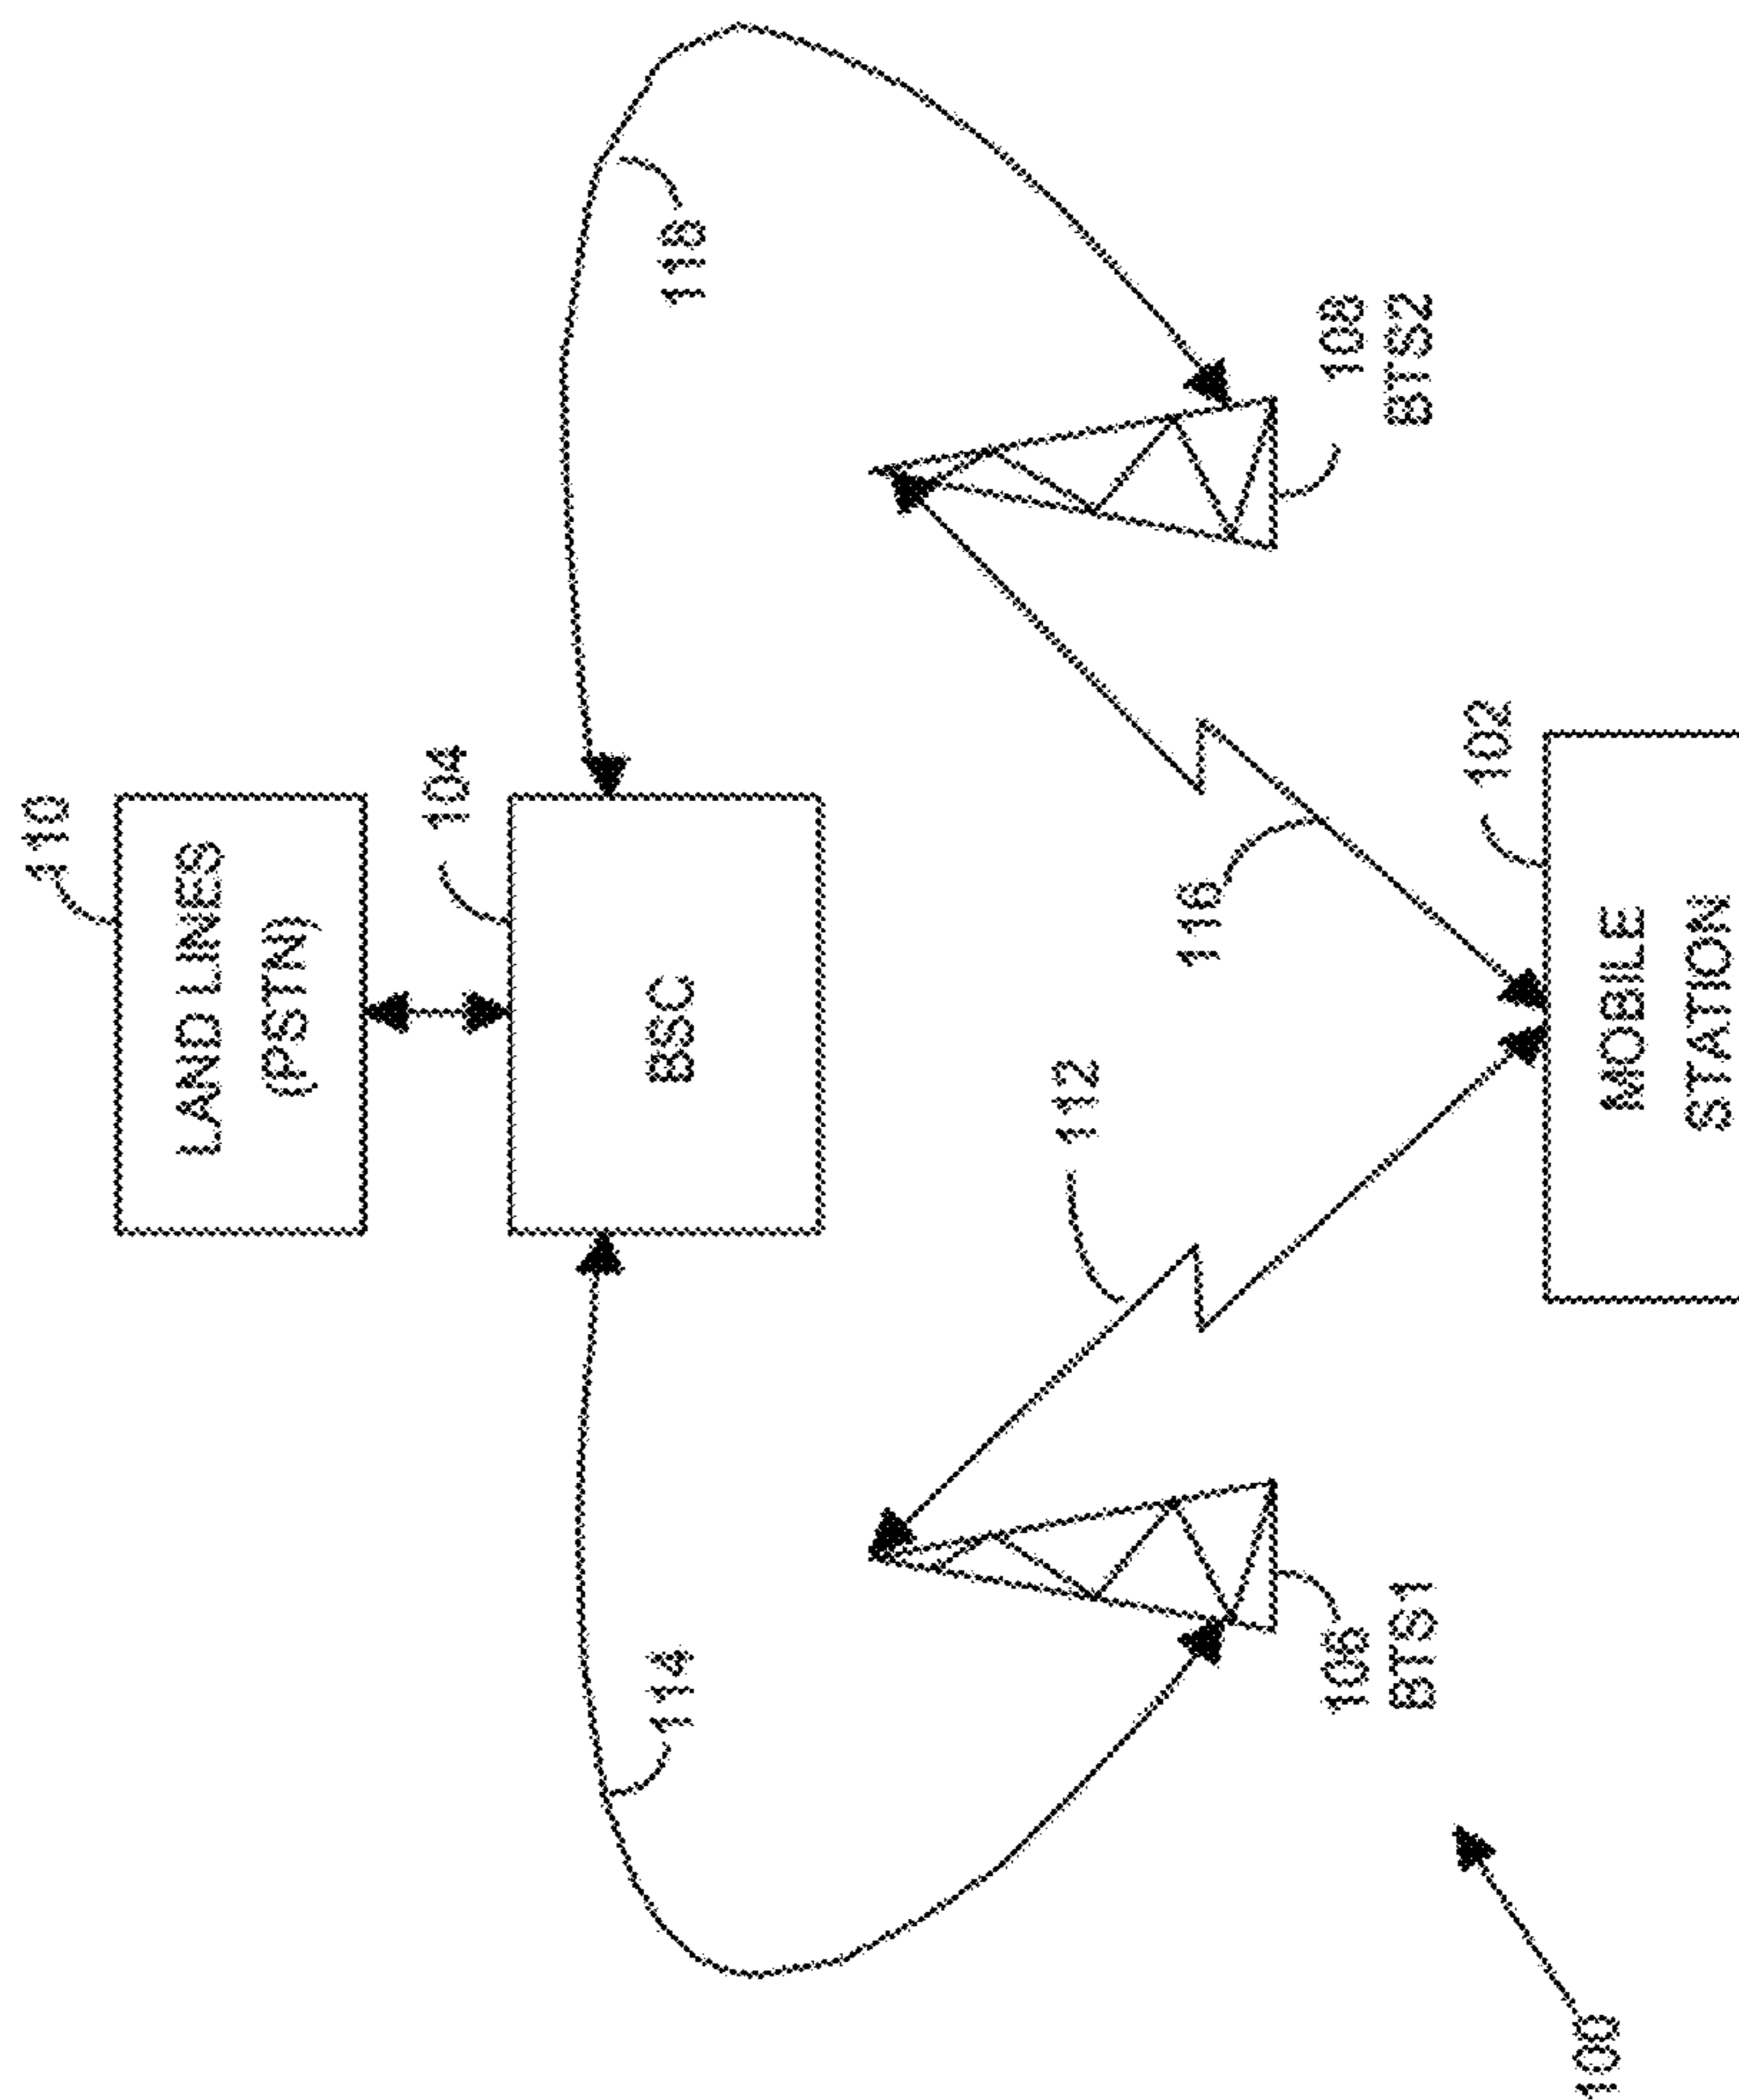 110
LAND LINES
(PSTN)
104
BSC
118
114
116
112
108
BTS2
106
BTS1
102
MOBILE
STATION
100